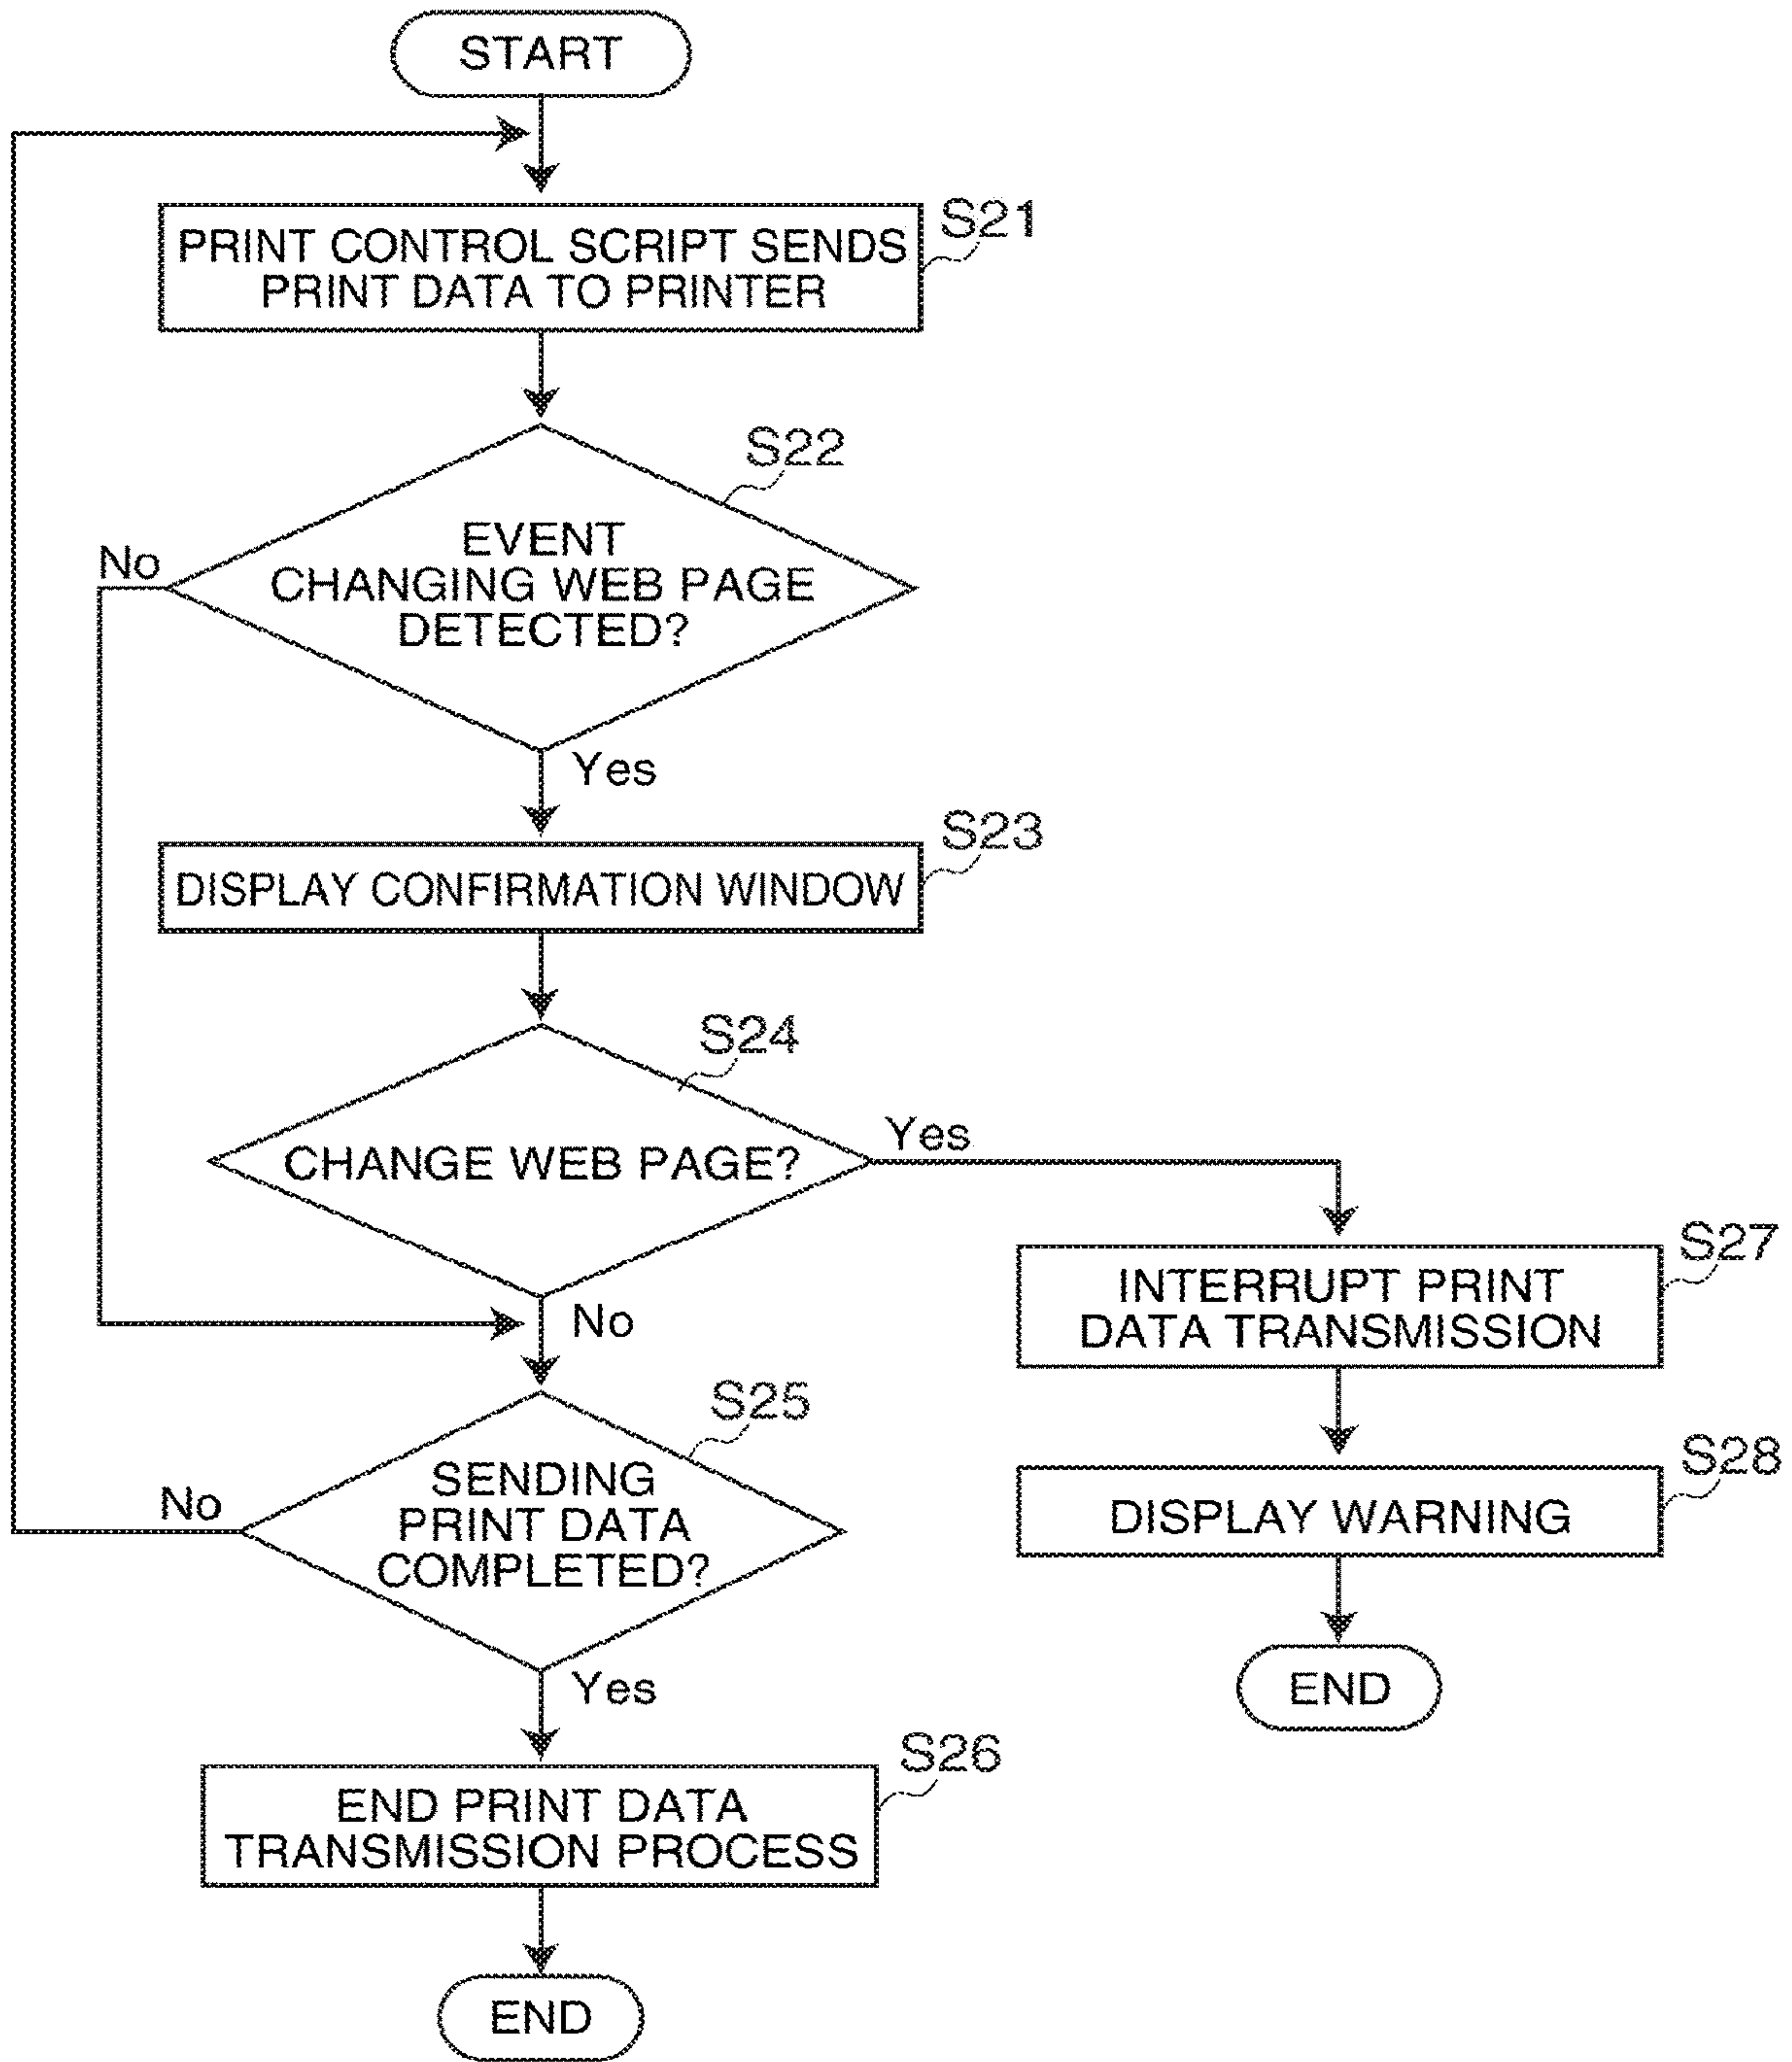 START
S21
PRINT CONTROL SCRIPT SENDS
PRINT DATA TO PRINTER
S22
No
EVENT
CHANGING WEB PAGE
DETECTED?
Yes
S23
DISPLAY CONFIRMATION WINDOW
S24
CHANGE WEB PAGE?
Yes
No
S27
INTERRUPT PRINT
DATA TRANSMISSION
S25
No
SENDING
PRINT DATA
COMPLETED?
S28
DISPLAY WARNING
Yes
END
S26
END PRINT DATA
TRANSMISSION PROCESS
END